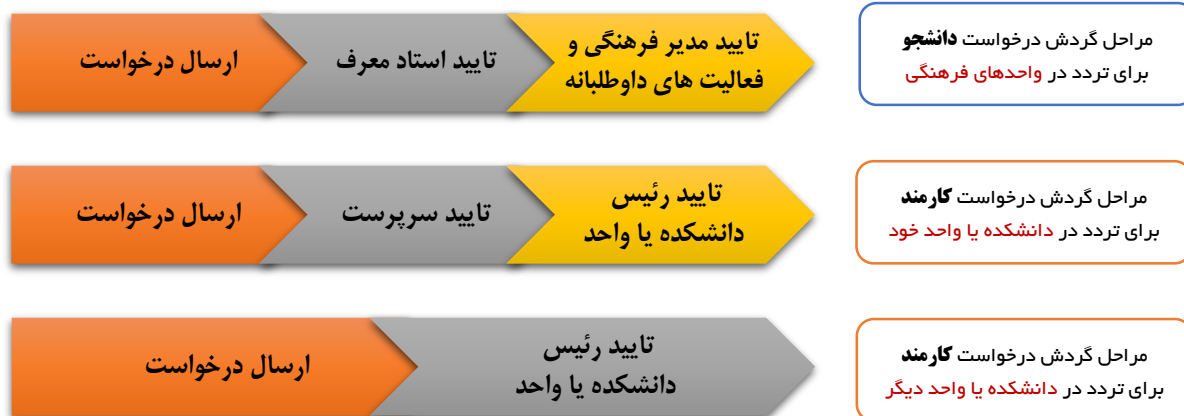 مراحل گردش درخواست دانشجو
برای تردد در واحدهای فرهنگی
ارسال درخواست
تایید استاد معرف
تایید مدیر فرهنگی و
فعالیت های داوطلبانه
مراحل گردش درخواست کارمند
برای تردد در دانشکده یا واحد خود
ارسال درخواست
تایید سرپرست
تایید رئیس
دانشکده یا واحد
مراحل گردش درخواست کارمند
برای تردد در دانشکده یا واحد دیگر
ارسال درخواست
تایید رئیس
دانشکده یا واحد